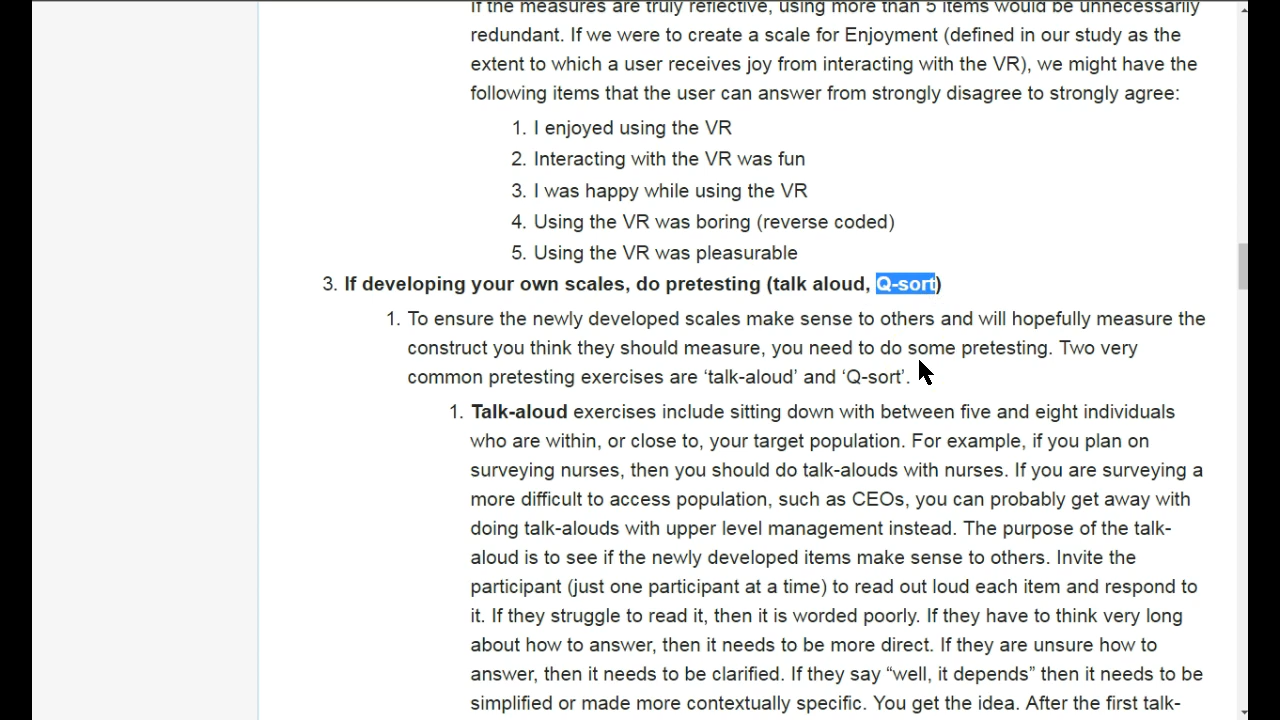 If the measures are truly reflective, using more than 5 items would be unnecessarily
redundant. If we were to create a scale for Enjoyment (defined in our study as the
extent to which a user receives joy from interacting with the VR), we might have the
following items that the user can answer from strongly disagree to strongly agree:
1. I enjoyed using the VR
2. Interacting with the VR was fun
3. I was happy while using the VR
4. Using the VR was boring (reverse coded)
5. Using the VR was pleasurable
3. If developing your own scales, do pretesting (talk aloud, Q-sort)
1. To ensure the newly developed scales make sense to others and will hopefully measure the
construct you think they should measure, you need to do some pretesting. Two very
common pretesting exercises are ‘talk-aloud’ and ‘Q-sort’.
1. Talk-aloud exercises include sitting down with between five and eight individuals
who are within, or close to, your target population. For example, if you plan on
surveying nurses, then you should do talk-alouds with nurses. If you are surveying a
more difficult to access population, such as CEOs, you can probably get away with
doing talk-alouds with upper level management instead. The purpose of the talk-
aloud is to see if the newly developed items make sense to others. Invite the
participant (just one participant at a time) to read out loud each item and respond to
it. If they struggle to read it, then it is worded poorly. If they have to think very long
about how to answer, then it needs to be more direct. If they are unsure how to
answer, then it needs to be clarified. If they say “well, it depends” then it needs to be
simplified or made more contextually specific. You get the idea. After the first talk-